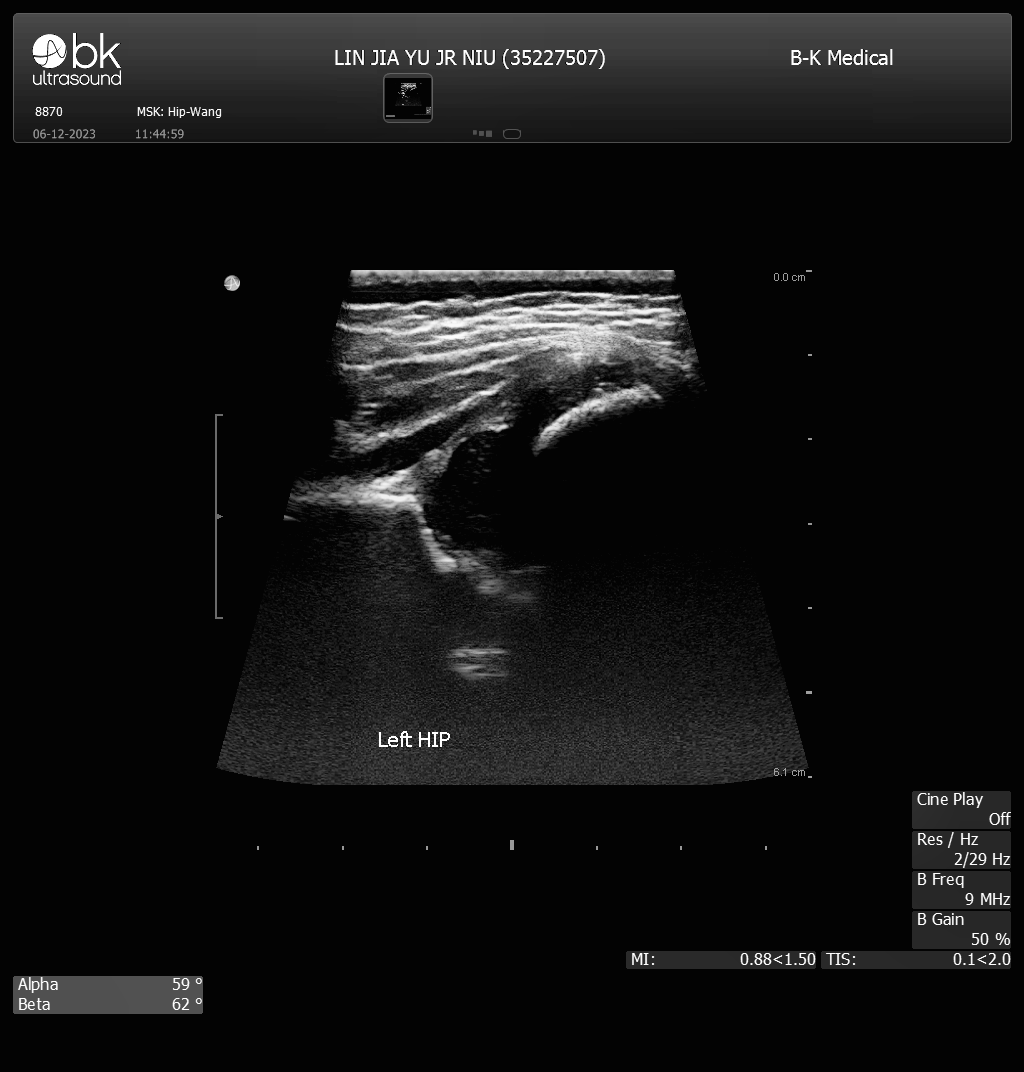 bk
ultrasound
LIN JIA YU JR NIU (35227507)
B-K Medical
8870
MSK: Hip-Wang
06-12-2023
11:44:59
0.0 cm
Left HIP
6.1 cm
Cine Play
Off
Res / Hz
2/29 Hz
B Freq
9 MHz
B Gain
50 %
MI: 0.88<1.50
TIS: 0.1<2.0
Alpha 59 º
Beta 62 º